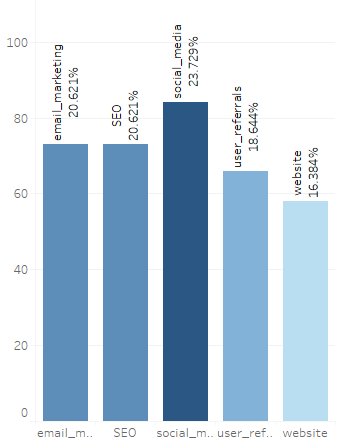 100
80
60
40
20
0
email_marketing
20.621%
SEO
20.621%
social_media
23.729%
user_referrals
18.644%
website
16.384%
email_m..
SEO
social_m..
user_ref..
website